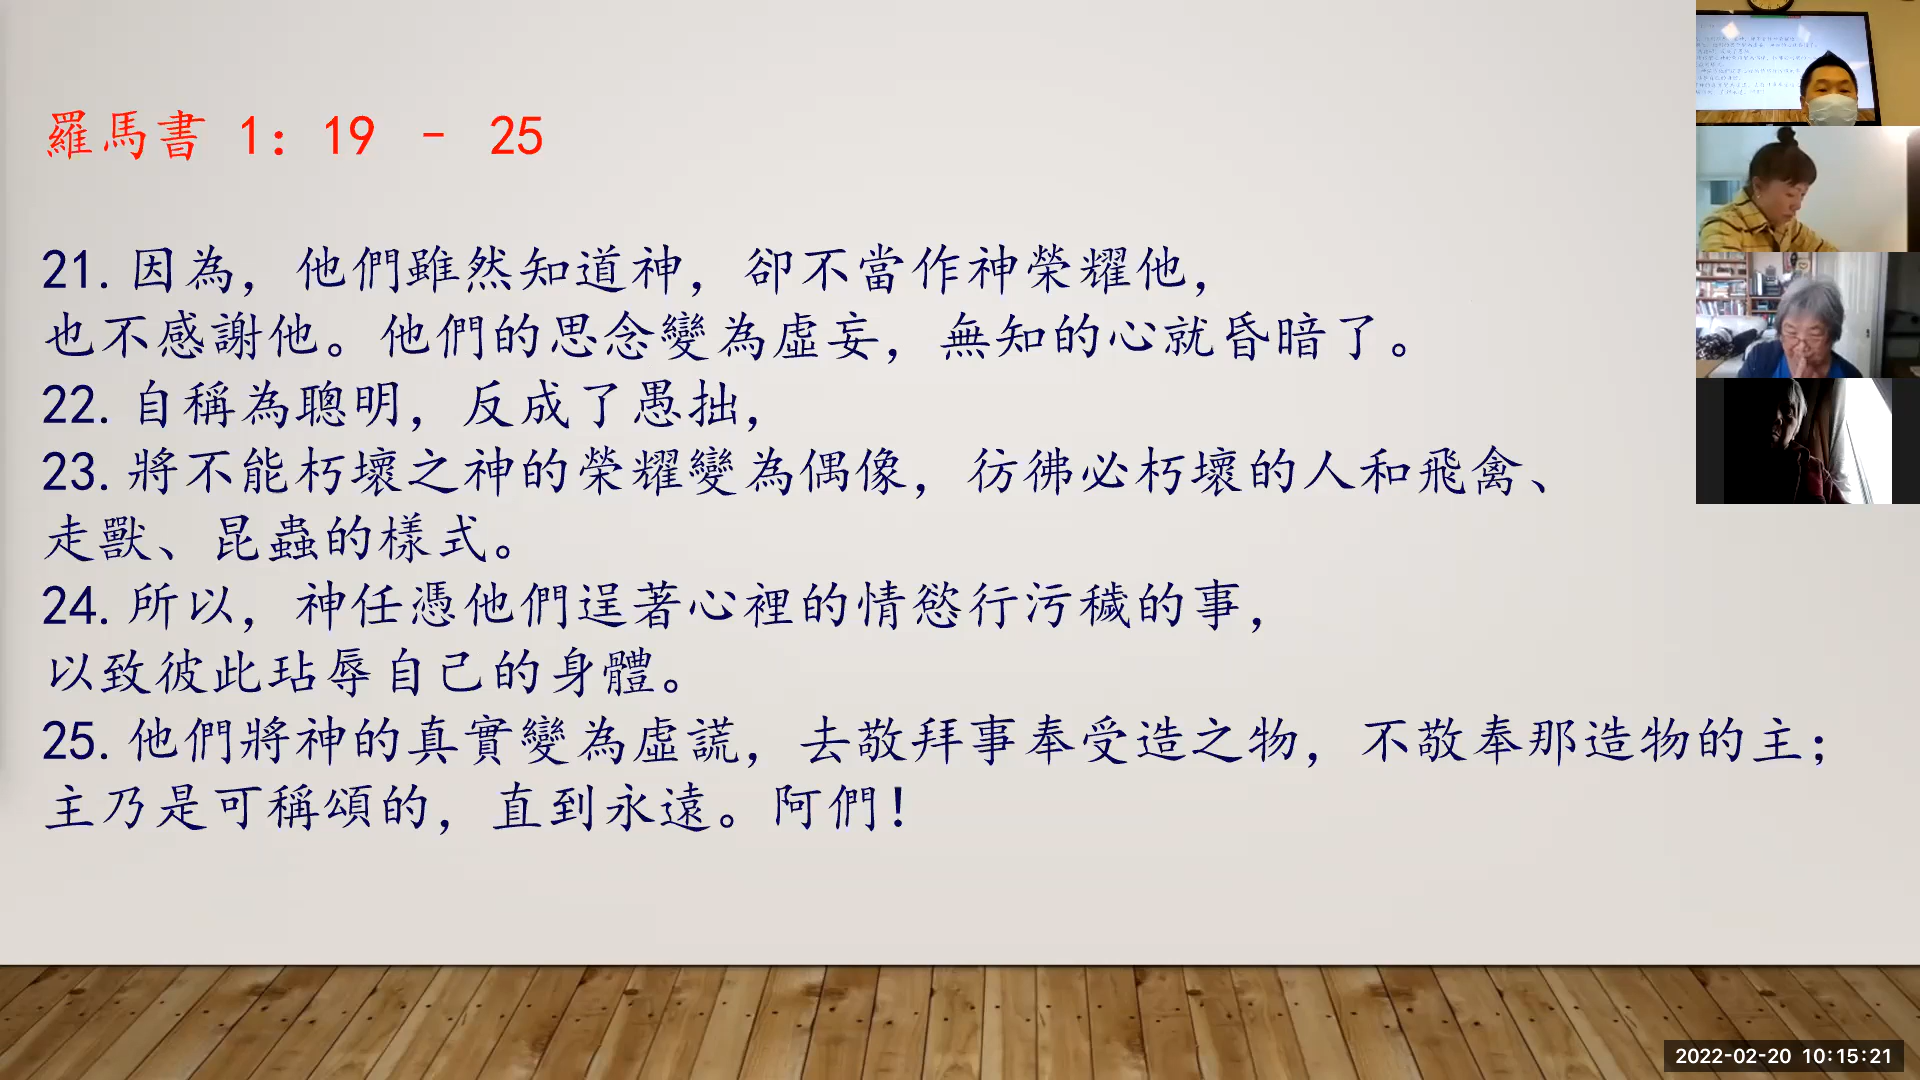 羅馬書 1: 19 - 25
21. 因為, 他們雖然知道神, 卻不當作神榮耀他,
也不感謝他。他們的思念變為虛妄, 無知的心就昏暗了。
22. 自稱為聰明, 反成了愚拙,
23. 將不能朽壞之神的榮耀變為偶像, 彷彿必朽壞的人和飛禽、
走獸、昆蟲的樣式。
24. 所以, 神任憑他們逞著心裡的情慾行污穢的事,
以致彼此玷辱自己的身體。
25. 他們將神的真實變為虛謊, 去敬拜事奉受造之物, 不敬奉那造物的主;
主乃是可稱頌的, 直到永遠。阿們!
2022-02-20 10:15:21